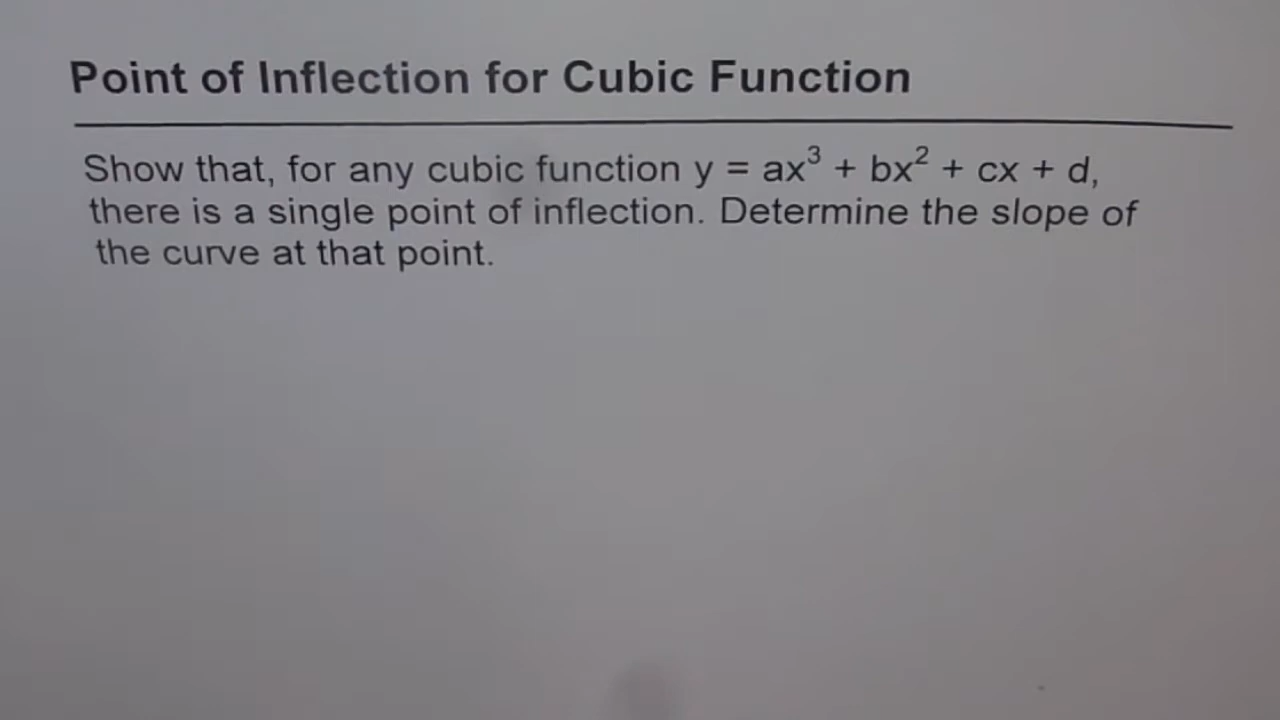 Point of Inflection for Cubic Function
Show that, for any cubic function y = ax³ + bx² + cx + d,
there is a single point of inflection. Determine the slope of
the curve at that point.